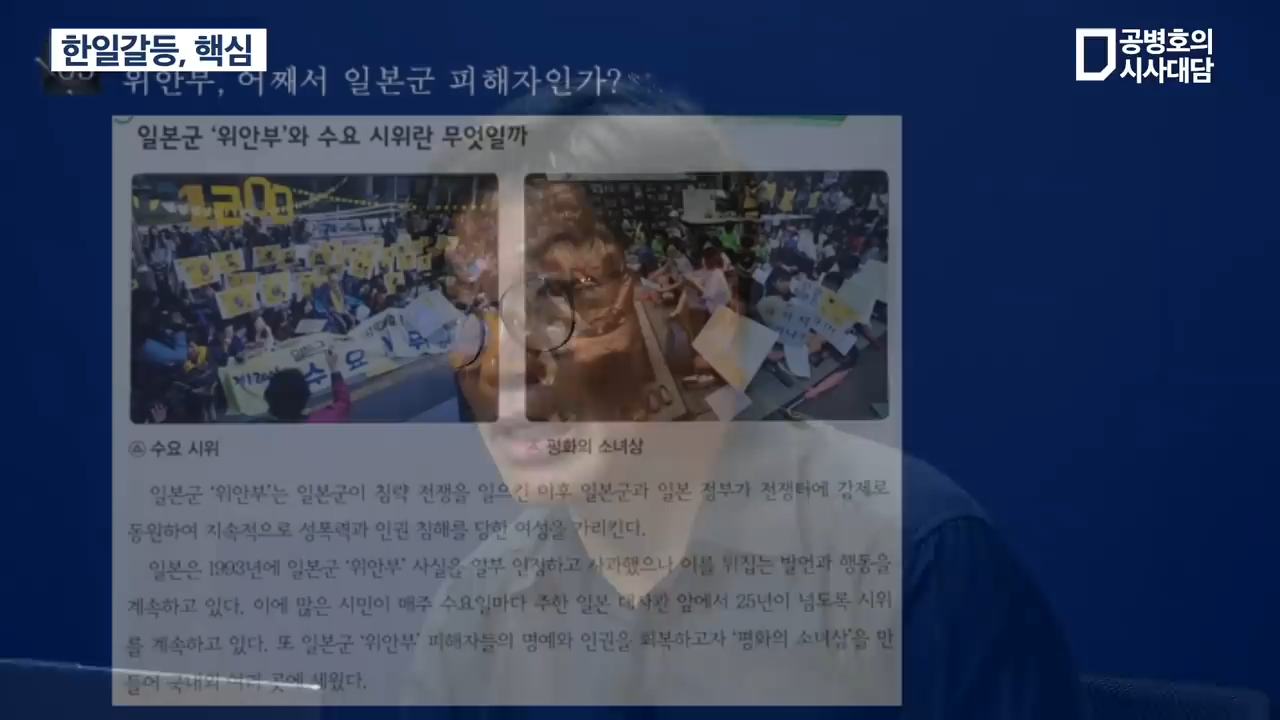 한일갈등, 핵심
공병호의
시사대담
위안부, 어째서 일본군 피해자인가?
일본군 '위안부'와 수요 시위란 무엇일까
1200
수요
수요 시위
평화의 소녀상
일본군 '위안부'는 일본군이 침략 전쟁을 일으킨 이후 일본군과 일본 정부가 전쟁터에 강제로
동원하여 지속적으로 성폭력과 인권 침해를 당한 여성을 가리킨다.
일본은 1993년에 일본군 '위안부' 사실을 일부 인정하고 사과했으나 이를 뒤집는 발언과 행동을
계속하고 있다. 이에 많은 시민이 매주 수요일마다 주한 일본 대사관 앞에서 25년이 넘도록 시위
를 계속하고 있다. 또 일본군 '위안부' 피해자들의 명예와 인권을 회복하고자 '평화의 소녀상'을 만
들어 국내외 여러 곳에 세웠다.